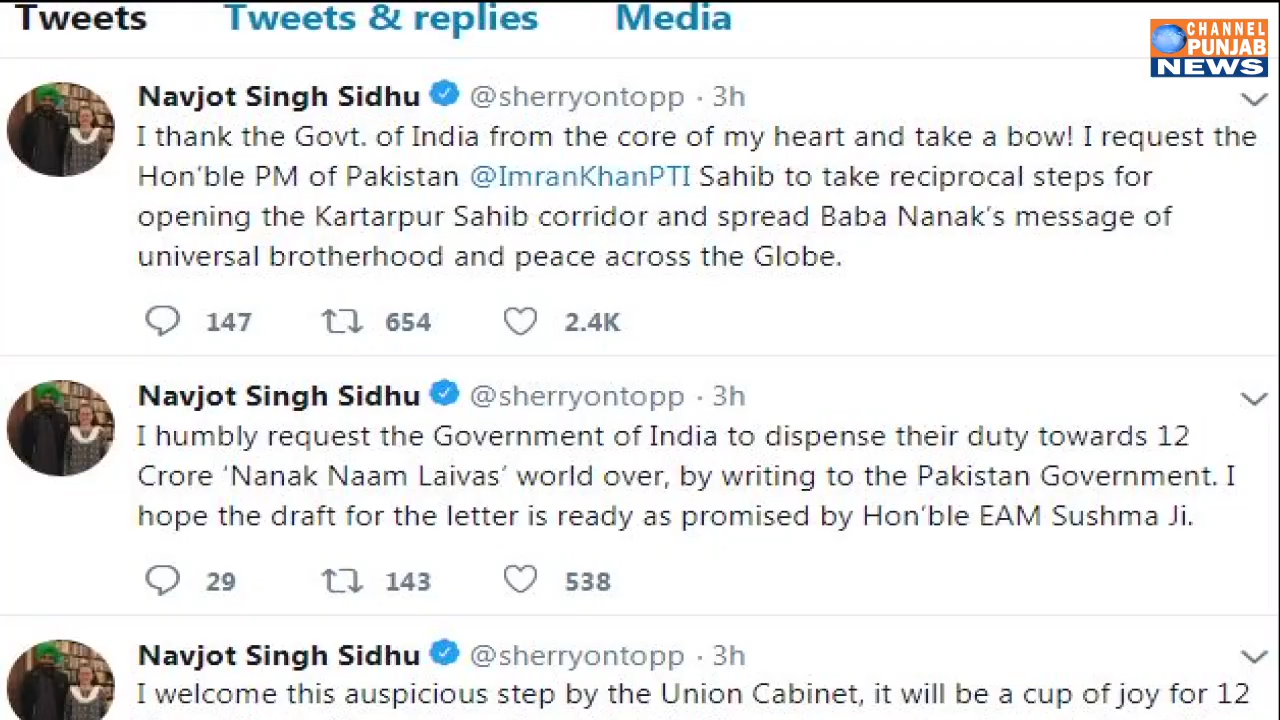 Tweets Tweets & replies Media
CHANNEL
PUNJAB
NEWS
Navjot Singh Sidhu @sherryontopp · 3h
I thank the Govt. of India from the core of my heart and take a bow! I request the
Hon’ble PM of Pakistan @ImranKhanPTI Sahib to take reciprocal steps for
opening the Kartarpur Sahib corridor and spread Baba Nanak’s message of
universal brotherhood and peace across the Globe.
147 654 2.4K
Navjot Singh Sidhu @sherryontopp · 3h
I humbly request the Government of India to dispense their duty towards 12
Crore ‘Nanak Naam Laivas’ world over, by writing to the Pakistan Government. I
hope the draft for the letter is ready as promised by Hon’ble EAM Sushma Ji.
29 143 538
Navjot Singh Sidhu @sherryontopp · 3h
I welcome this auspicious step by the Union Cabinet, it will be a cup of joy for 12